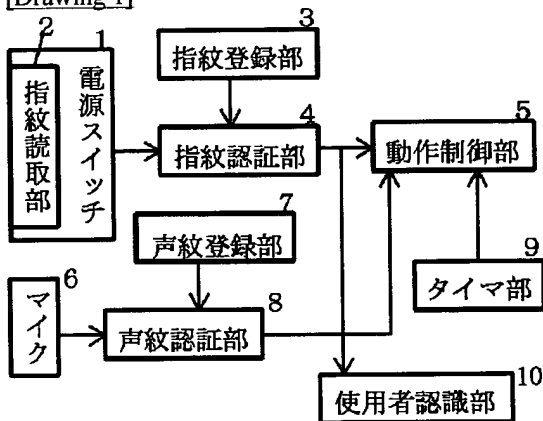 [Drawing 1]
2
1
3
指紋読取部
電源スイッチ
指紋登録部
4
指紋認証部
5
動作制御部
7
声紋登録部
6
マイク
8
声紋認証部
9
タイマ部
10
使用者認識部